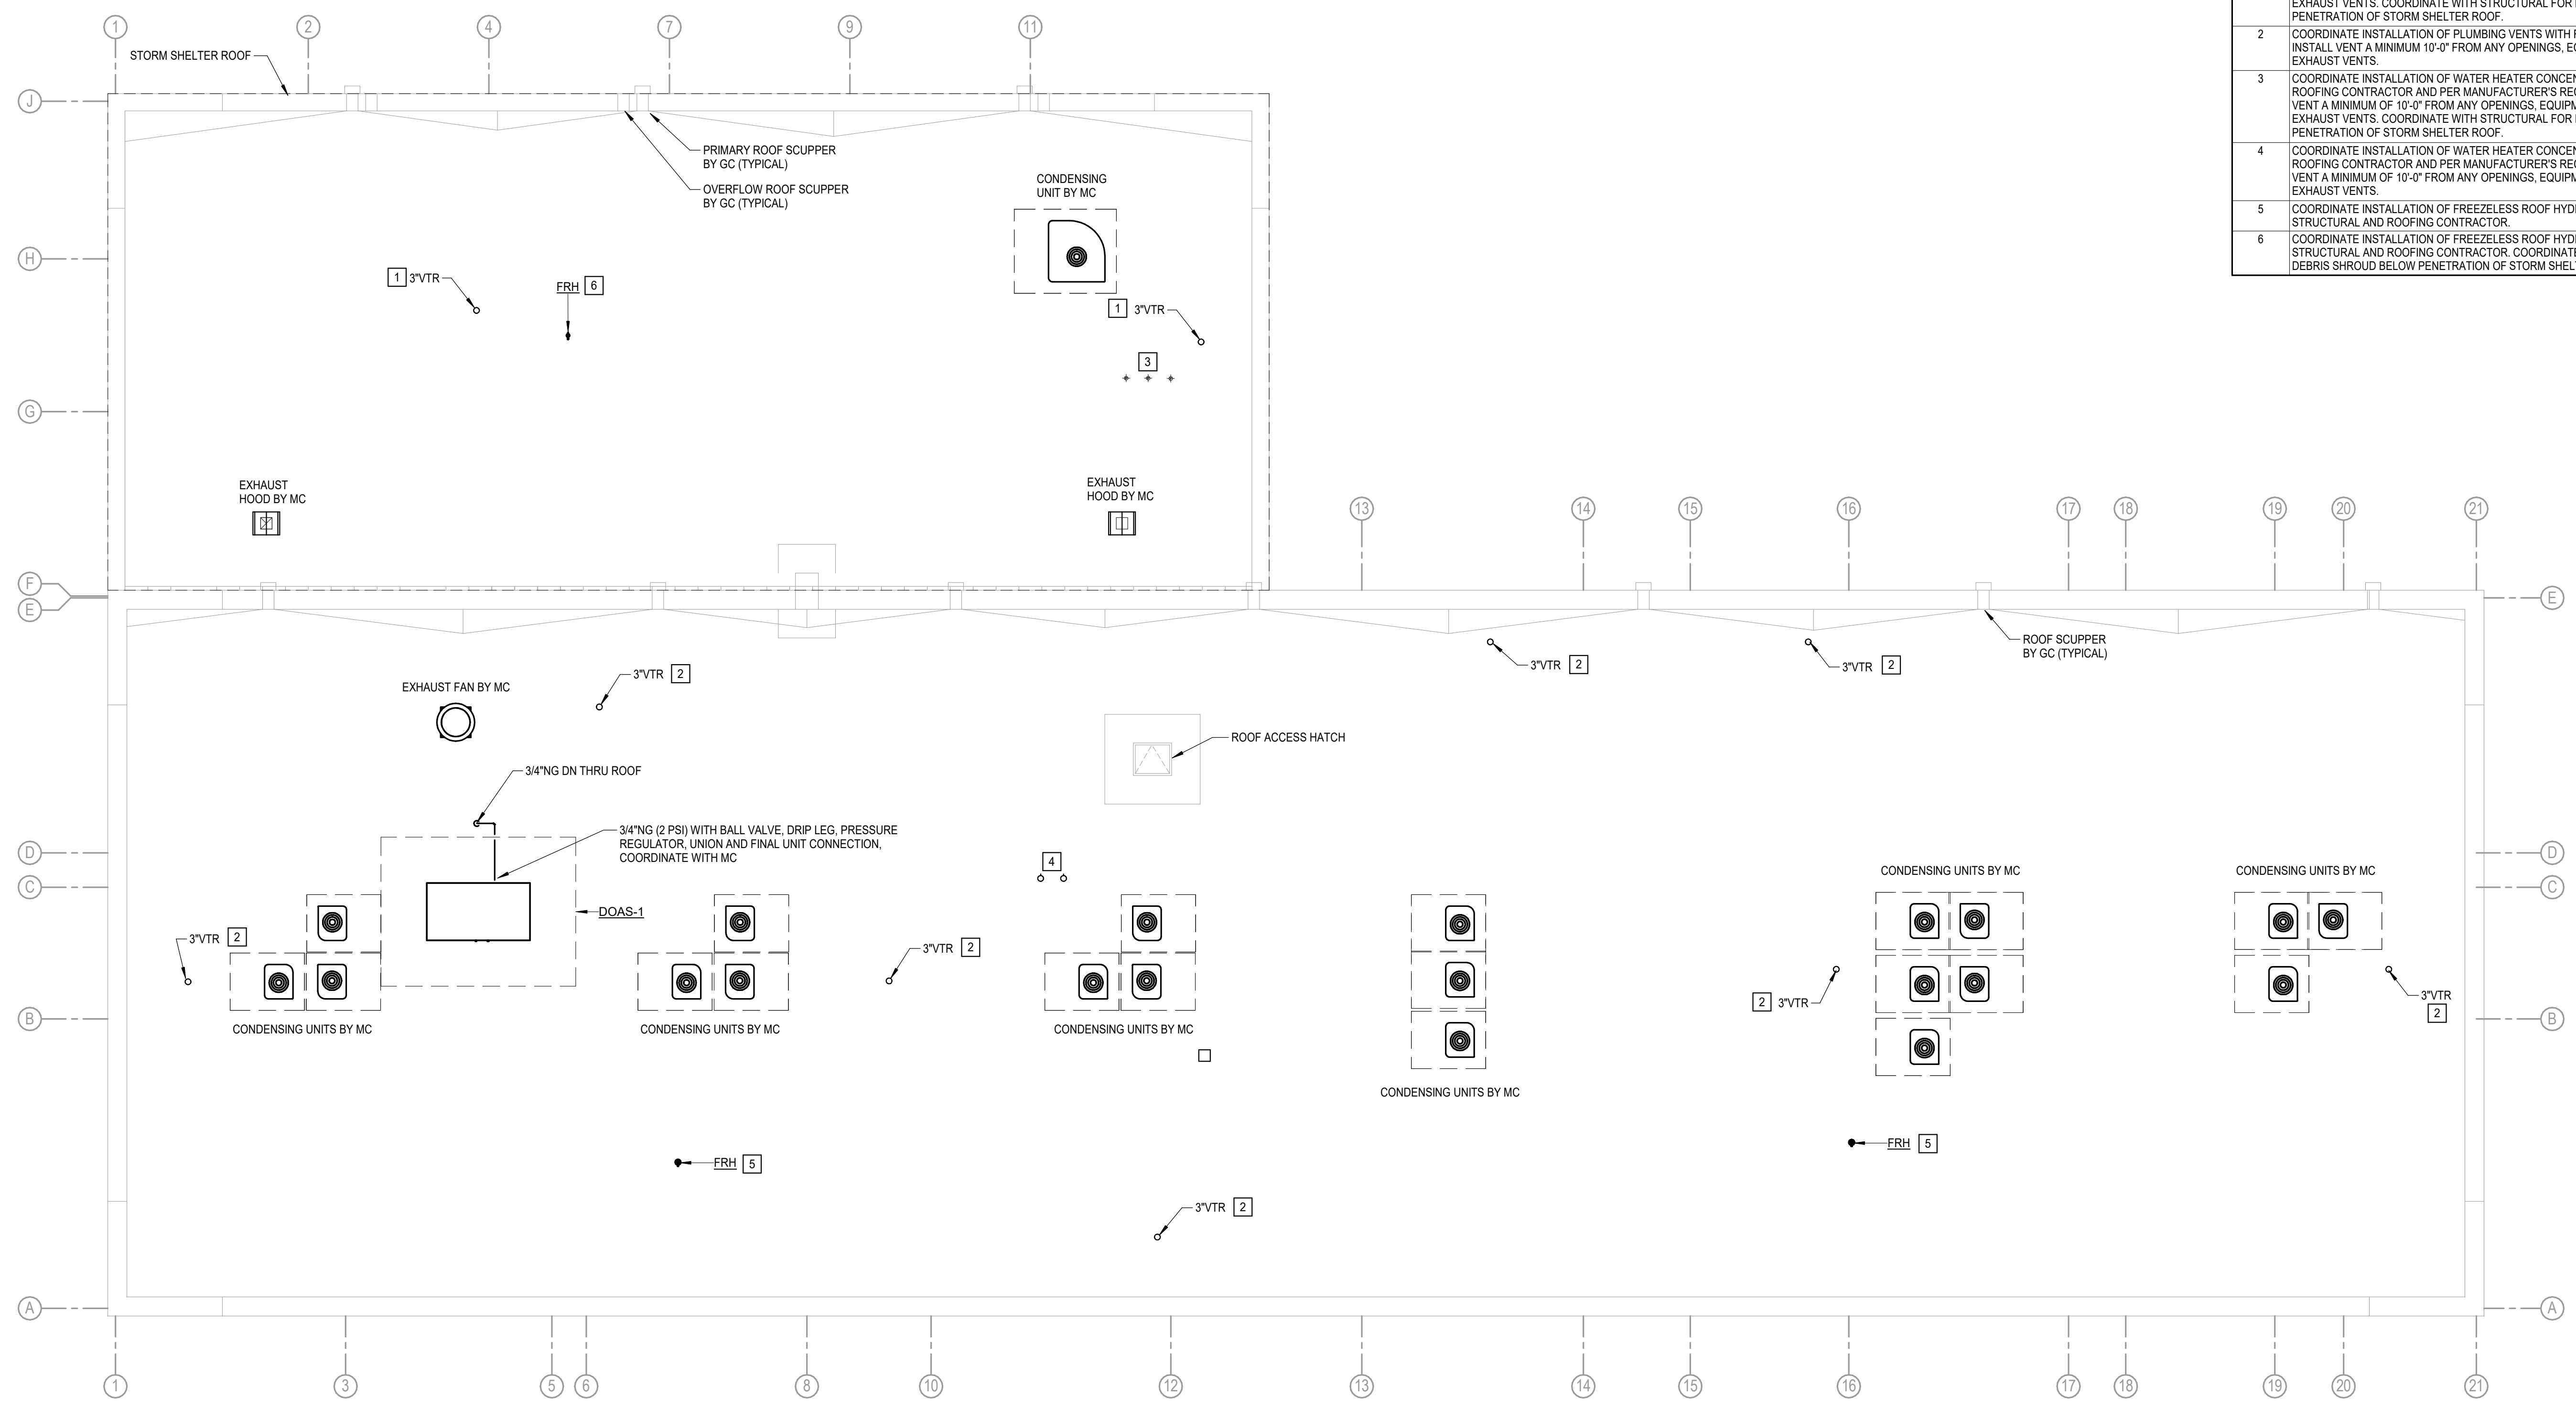 1
2
4
7
9
11
STORM SHELTER ROOF
J
H
G
F
E
PRIMARY ROOF SCUPPER
BY GC (TYPICAL)
OVERFLOW ROOF SCUPPER
BY GC (TYPICAL)
CONDENSING
UNIT BY MC
1 3"VTR
FRH 6
1 3"VTR
3
EXHAUST
HOOD BY MC
EXHAUST
HOOD BY MC
13
14
15
16
17
18
19
20
21
E
3"VTR 2
3"VTR 2
3"VTR 2
ROOF SCUPPER
BY GC (TYPICAL)
EXHAUST FAN BY MC
ROOF ACCESS HATCH
3/4"NG DN THRU ROOF
3/4"NG (2 PSI) WITH BALL VALVE, DRIP LEG, PRESSURE
REGULATOR, UNION AND FINAL UNIT CONNECTION,
COORDINATE WITH MC
D
D
4
CONDENSING UNITS BY MC
CONDENSING UNITS BY MC
C
C
DOAS-1
3"VTR 2
3"VTR 2
2 3"VTR
3"VTR
2
B
B
CONDENSING UNITS BY MC
CONDENSING UNITS BY MC
CONDENSING UNITS BY MC
CONDENSING UNITS BY MC
FRH 5
FRH 5
3"VTR 2
A
A
1
3
5
6
8
10
12
13
14
15
16
17
18
19
20
21
EXHAUST VENTS. COORDINATE WITH STRUCTURAL FOR
PENETRATION OF STORM SHELTER ROOF.
2 COORDINATE INSTALLATION OF PLUMBING VENTS WITH
INSTALL VENT A MINIMUM 10'-0" FROM ANY OPENINGS,
EXHAUST VENTS.
3 COORDINATE INSTALLATION OF WATER HEATER
ROOFING CONTRACTOR AND PER MANUFACTURER'S
VENT A MINIMUM OF 10'-0" FROM ANY OPENINGS,
EXHAUST VENTS. COORDINATE WITH STRUCTURAL FOR
PENETRATION OF STORM SHELTER ROOF.
4 COORDINATE INSTALLATION OF WATER HEATER
ROOFING CONTRACTOR AND PER MANUFACTURER'S
VENT A MINIMUM OF 10'-0" FROM ANY OPENINGS,
EXHAUST VENTS.
5 COORDINATE INSTALLATION OF FREEZELESS ROOF
STRUCTURAL AND ROOFING CONTRACTOR.
6 COORDINATE INSTALLATION OF FREEZELESS ROOF
STRUCTURAL AND ROOFING CONTRACTOR.
DEBRIS SHROUD BELOW PENETRATION OF STORM